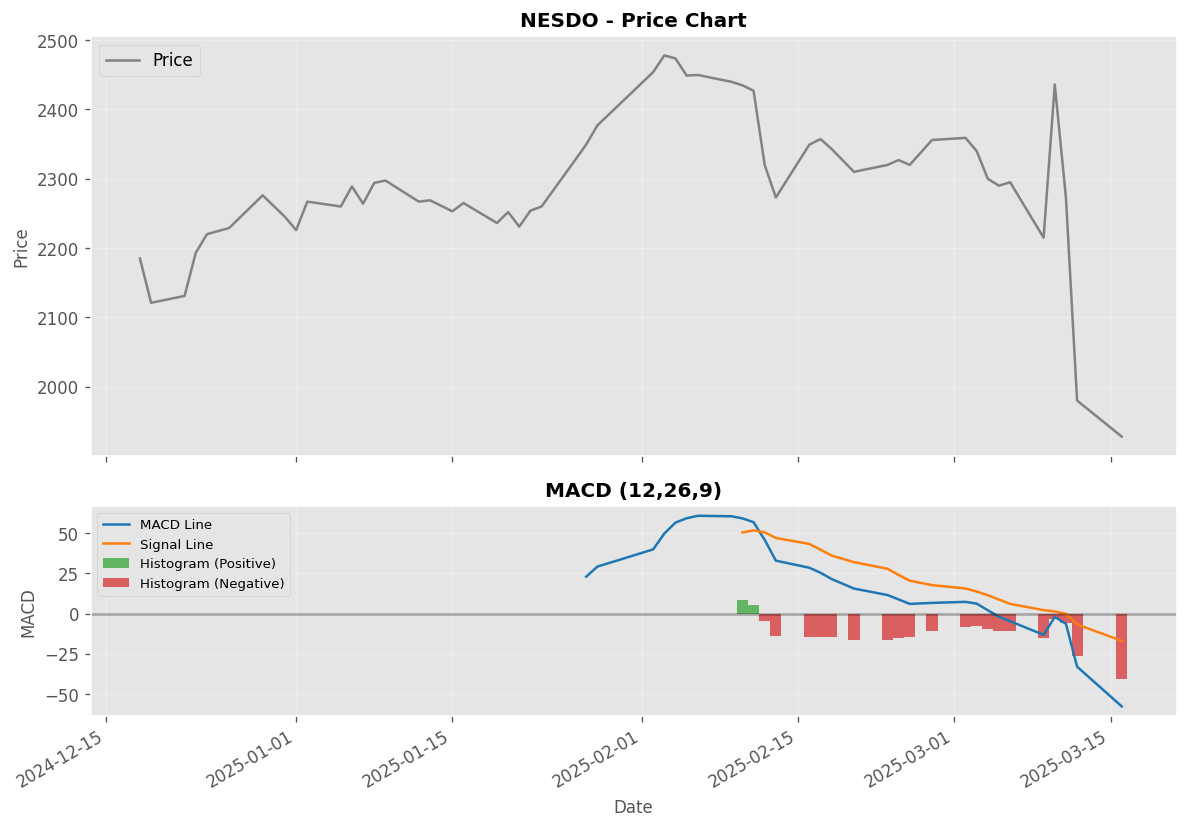 NESDO - Price Chart
Price
2500
2400
2300
2200
2100
2000
Price
MACD (12,26,9)
MACD Line
Signal Line
Histogram (Positive)
Histogram (Negative)
50
25
0
−25
−50
MACD
2024-12-15
2025-01-01
2025-01-15
2025-02-01
2025-02-15
2025-03-01
2025-03-15
Date